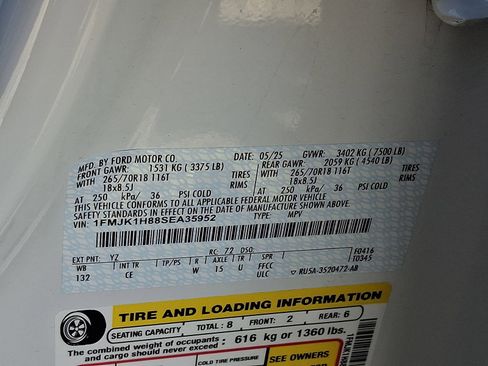 MFD. BY FORD MOTOR CO.
DATE: 05/25 GVWR: 3402 KG ( 7500 LB)
FRONT GAWR: 1531 KG ( 3375 LB) REAR GAWR: 2059 KG ( 4540 LB)
WITH 265/70R18 116T TIRES WITH 265/70R18 116T TIRES
18x8.5J RIMS 18x8.5J RIMS
AT 250 kPa/ 36 PSI COLD AT 250 kPa/ 36 PSI COLD
THIS VEHICLE CONFORMS TO ALL APPLICABLE FEDERAL MOTOR VEHICLE
SAFETY STANDARDS IN EFFECT ON THE DATE OF MANUFACTURE SHOWN ABOVE.
VIN: 1FMJK1H88SEA35952
EXT PNT: YZ RC: 72 DSO: F0416
WB INT TR TP/PS R AXLE TR SPR T0345
132 CE W 15 U FFCC
ULC RU5A-3520472-AB
TIRE AND LOADING INFORMATION
SEATING CAPACITY TOTAL: 8 FRONT: 2 REAR: 6
The combined weight of occupants
and cargo should never exceed : 616 kg or 1360 lbs.
COLD TIRE PRESSURE SEE OWNERS